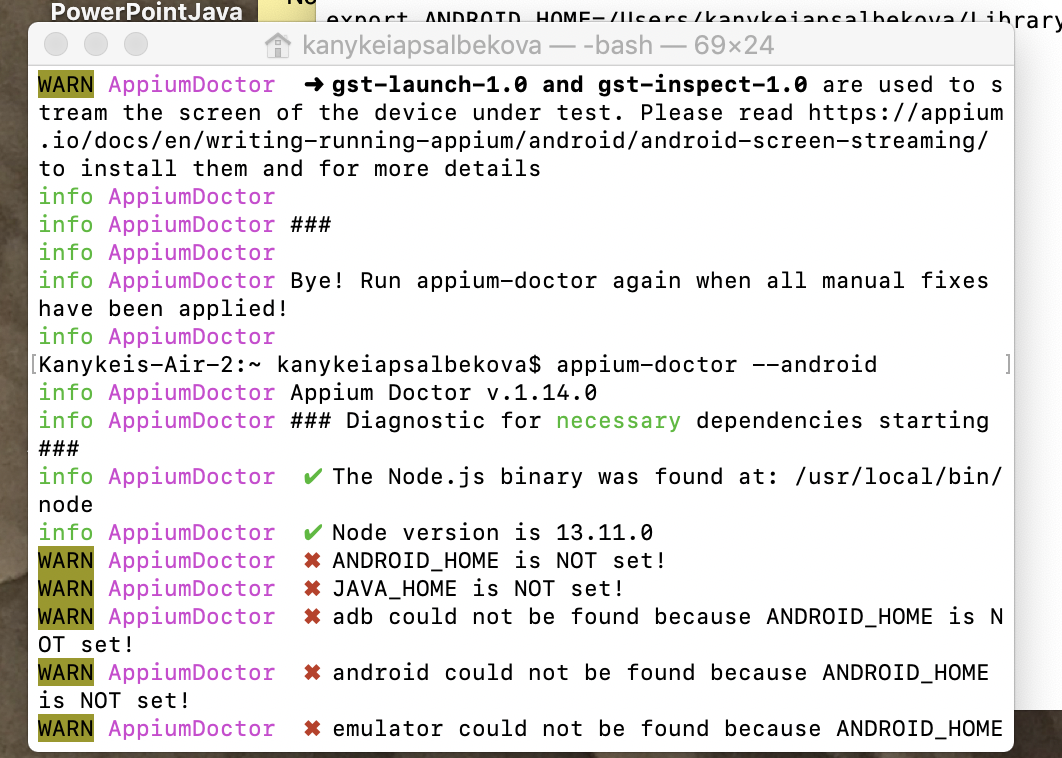 PowerPointJava
No
export ANDROID_HOME=/Users/kanykeiapsalbekova/Library
kanykeiapsalbekova — -bash — 69×24
WARN AppiumDoctor  ➜ gst-launch-1.0 and gst-inspect-1.0 are used to s
tream the screen of the device under test. Please read https://appium
.io/docs/en/writing-running-appium/android/android-screen-streaming/
to install them and for more details
info AppiumDoctor
info AppiumDoctor ###
info AppiumDoctor
info AppiumDoctor Bye! Run appium-doctor again when all manual fixes
have been applied!
info AppiumDoctor
[Kanykeis-Air-2:~ kanykeiapsalbekova$ appium-doctor --android ]
info AppiumDoctor Appium Doctor v.1.14.0
info AppiumDoctor ### Diagnostic for necessary dependencies starting
###
info AppiumDoctor  ✔ The Node.js binary was found at: /usr/local/bin/
node
info AppiumDoctor  ✔ Node version is 13.11.0
WARN AppiumDoctor  ✖ ANDROID_HOME is NOT set!
WARN AppiumDoctor  ✖ JAVA_HOME is NOT set!
WARN AppiumDoctor  ✖ adb could not be found because ANDROID_HOME is N
OT set!
WARN AppiumDoctor  ✖ android could not be found because ANDROID_HOME
is NOT set!
WARN AppiumDoctor  ✖ emulator could not be found because ANDROID_HOME